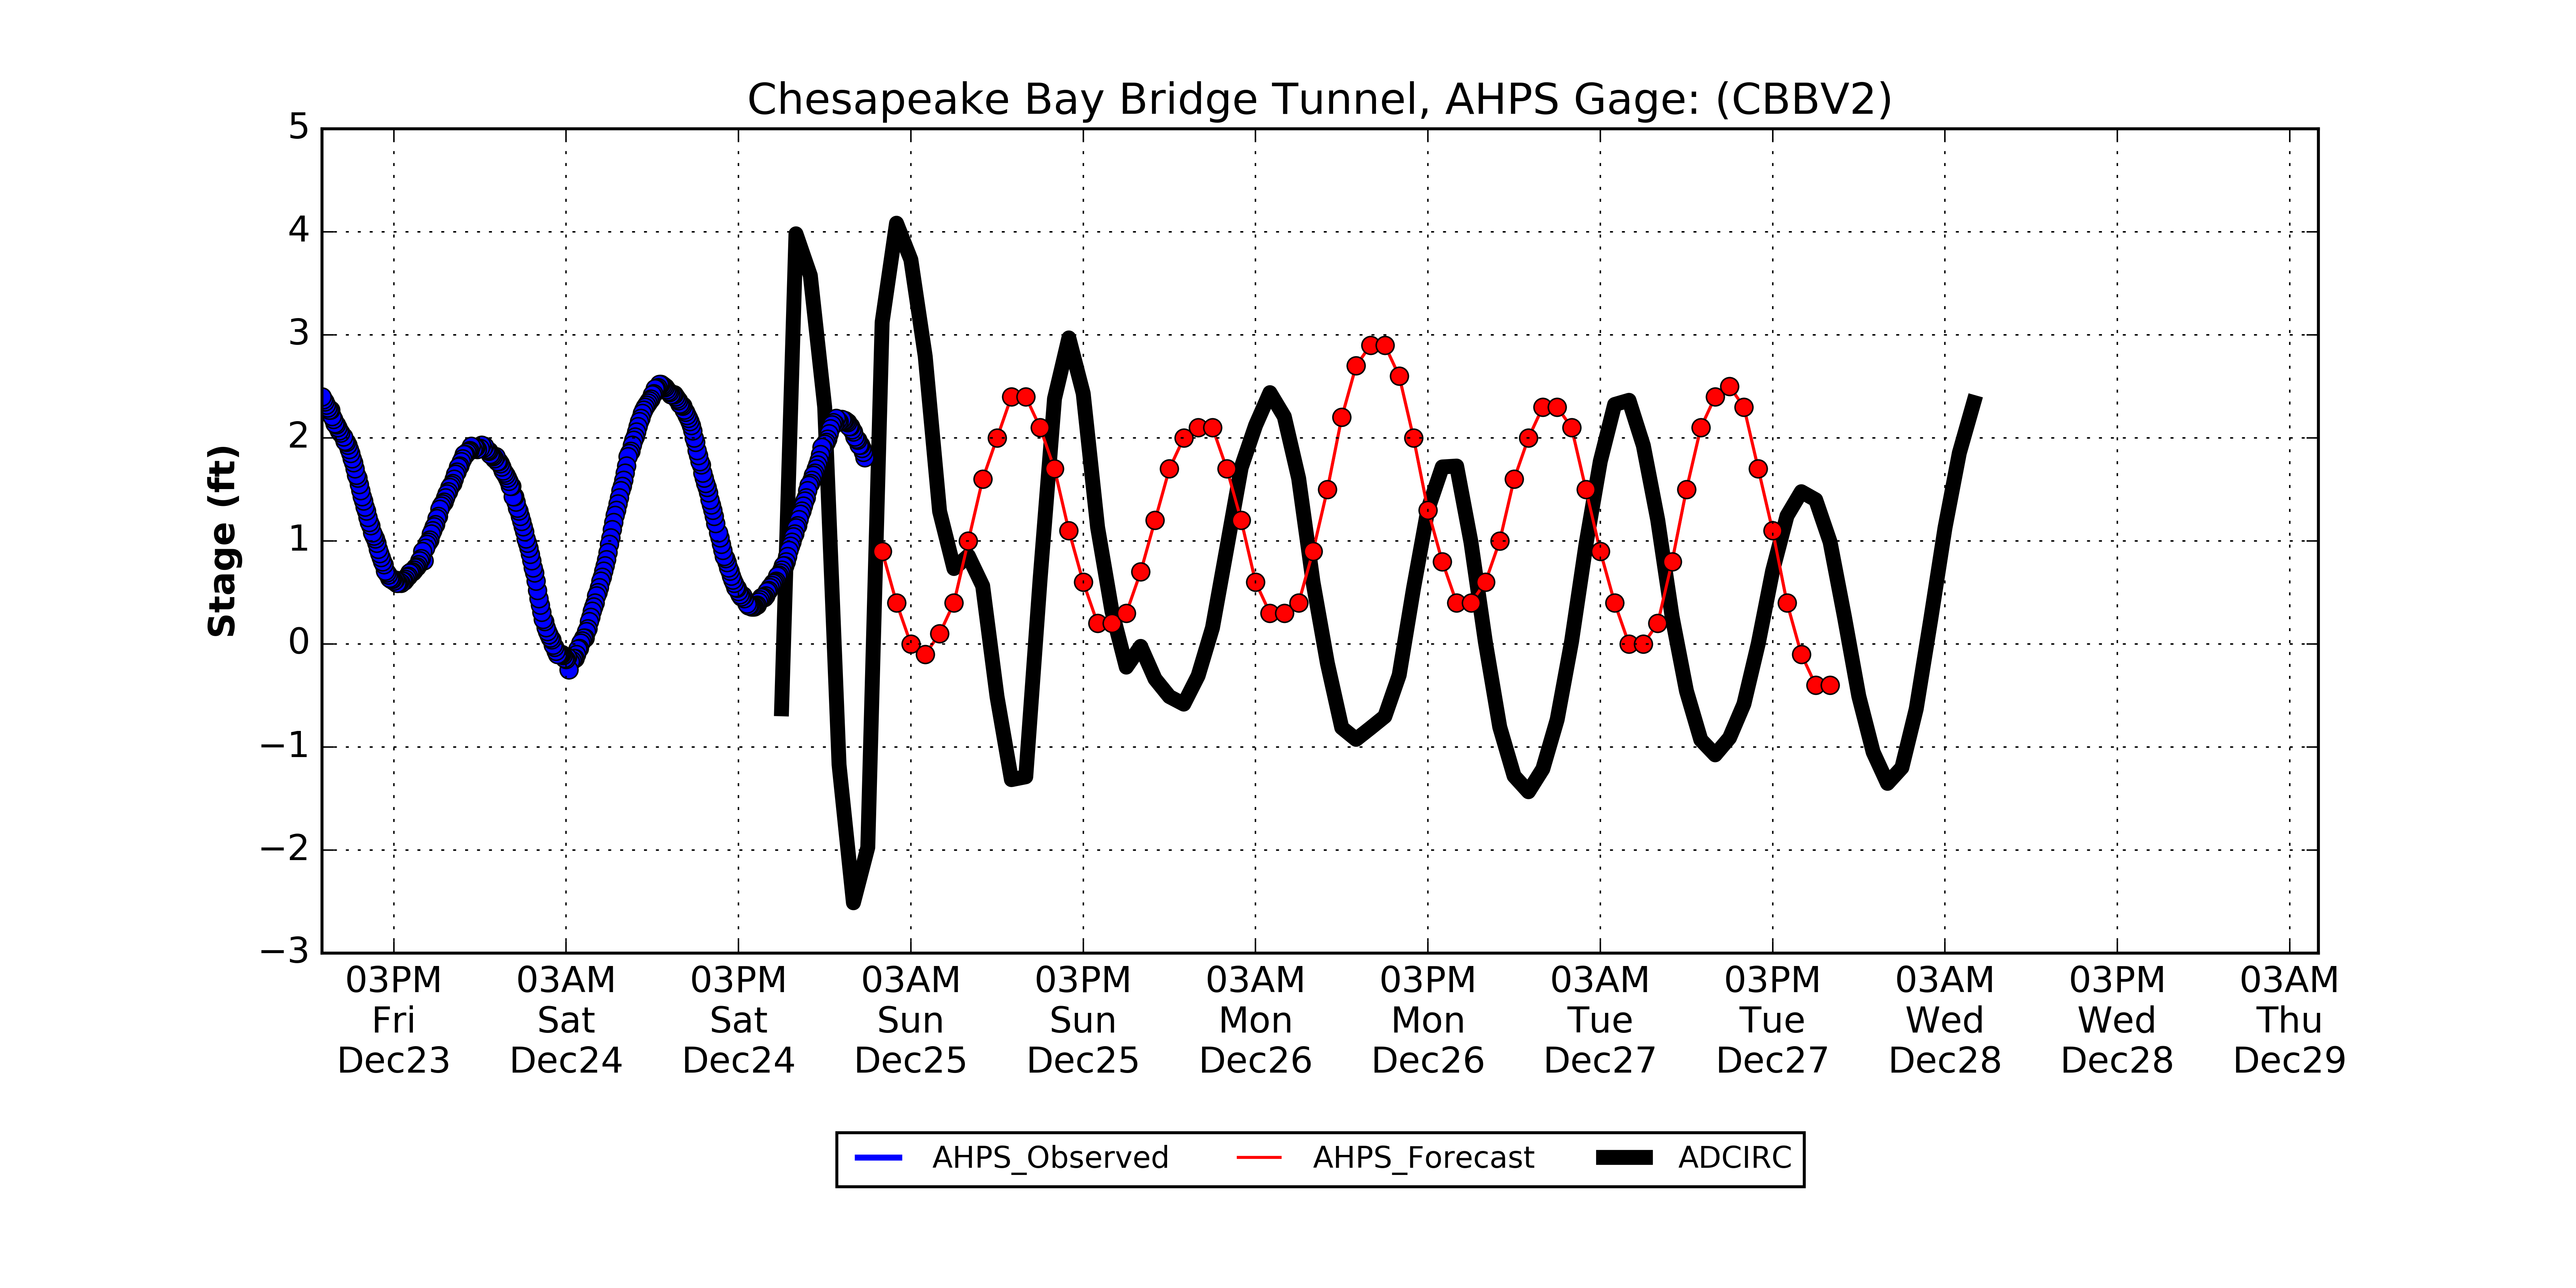 Chesapeake Bay Bridge Tunnel, AHPS Gage: (CBBV2)
5
4
3
2
1
0
−1
−2
−3
Stage (ft)
03PM 03AM 03PM 03AM 03PM 03AM 03PM 03AM 03PM 03AM 03PM 03AM
Fri Sat Sat Sun Sun Mon Mon Tue Tue Wed Wed Thu
Dec23 Dec24 Dec24 Dec25 Dec25 Dec26 Dec26 Dec27 Dec27 Dec28 Dec28 Dec29
AHPS_Observed AHPS_Forecast ADCIRC